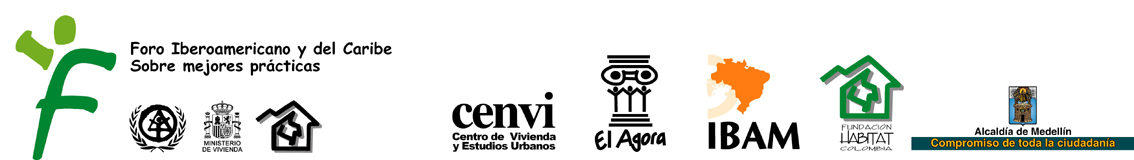 Foro Iberoamericano y del Caribe
Sobre mejores prácticas
MINISTERIO
DE VIVIENDA
cenvi
Centro de Vivienda
y Estudios Urbanos
El Agora
IBAM
FUNDACIÓN
HABITAT
COLOMBIA
Alcaldía de Medellín
Compromiso de toda la ciudadanía